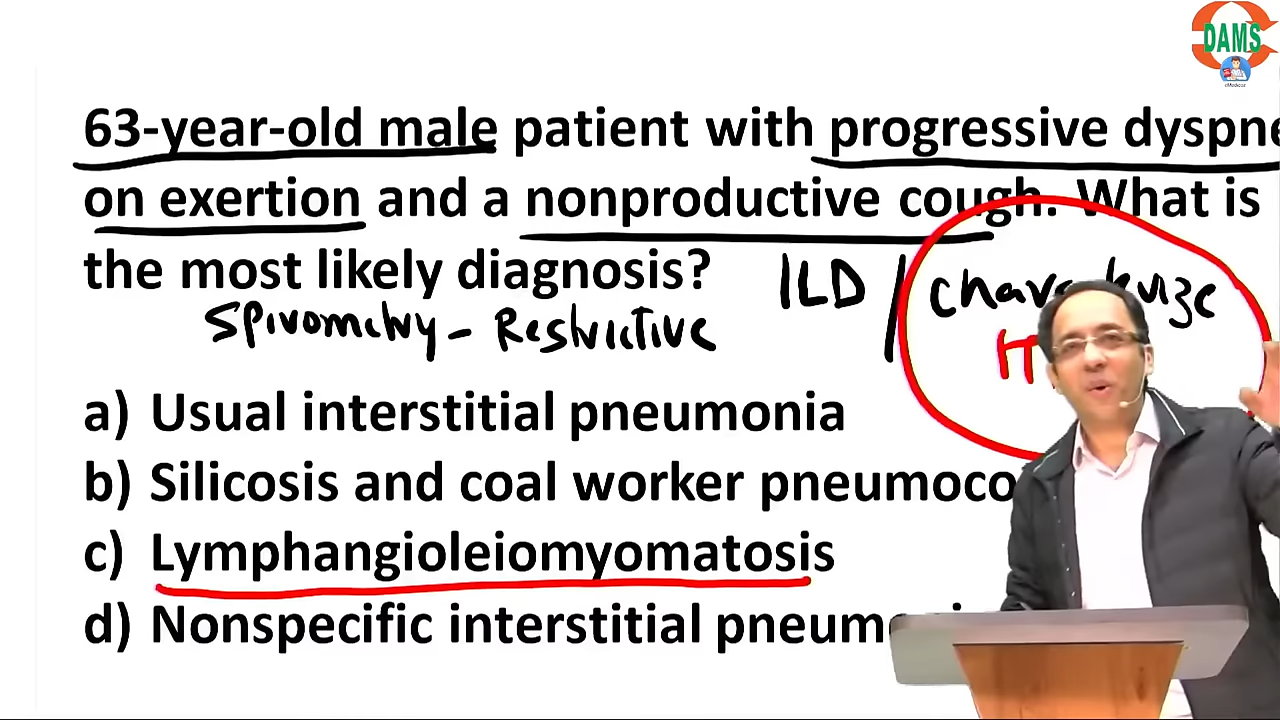 DAMS
eMedicoz
63-year-old male patient with progressive dyspne
on exertion and a nonproductive cough. What is
the most likely diagnosis?
ILD /
Spirometry - Restrictive
a) Usual interstitial pneumonia
b) Silicosis and coal worker pneumoco
c) Lymphangioleiomyomatosis
d) Nonspecific interstitial pneum